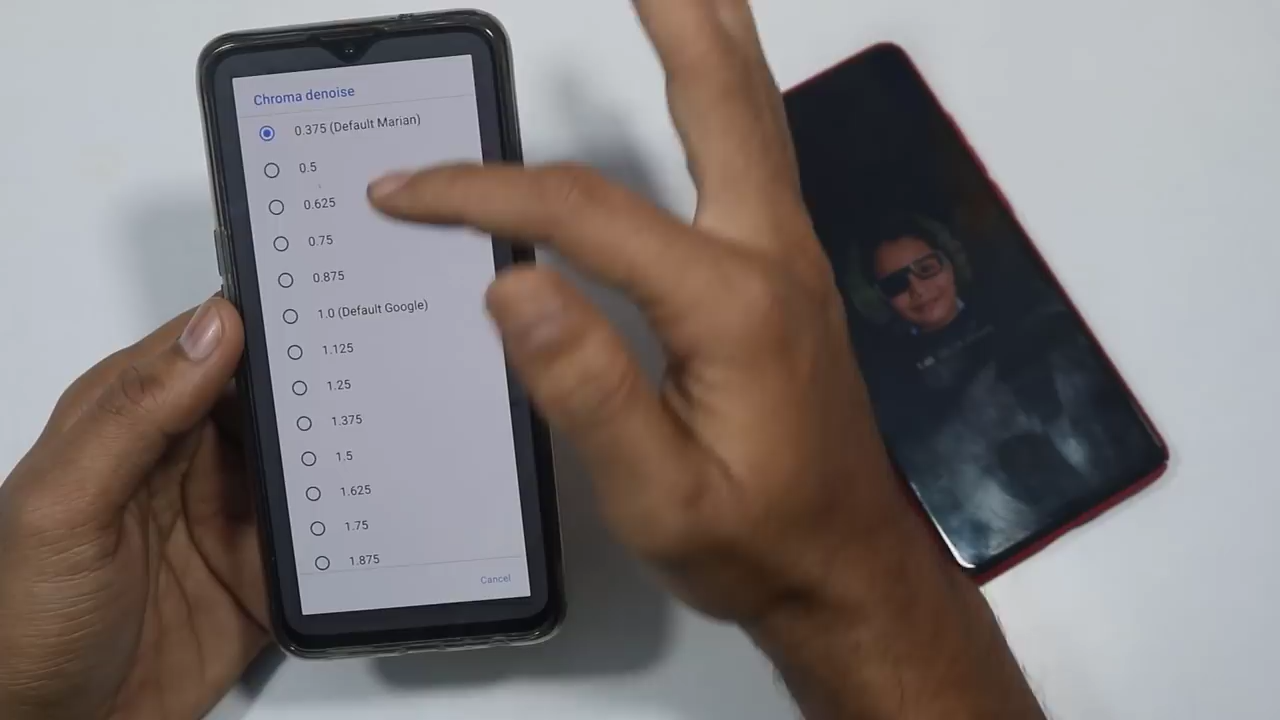 Chroma denoise
0.375 (Default Marian)
0.5
0.625
0.75
0.875
1.0 (Default Google)
1.125
1.25
1.375
1.5
1.625
1.75
1.875
Cancel